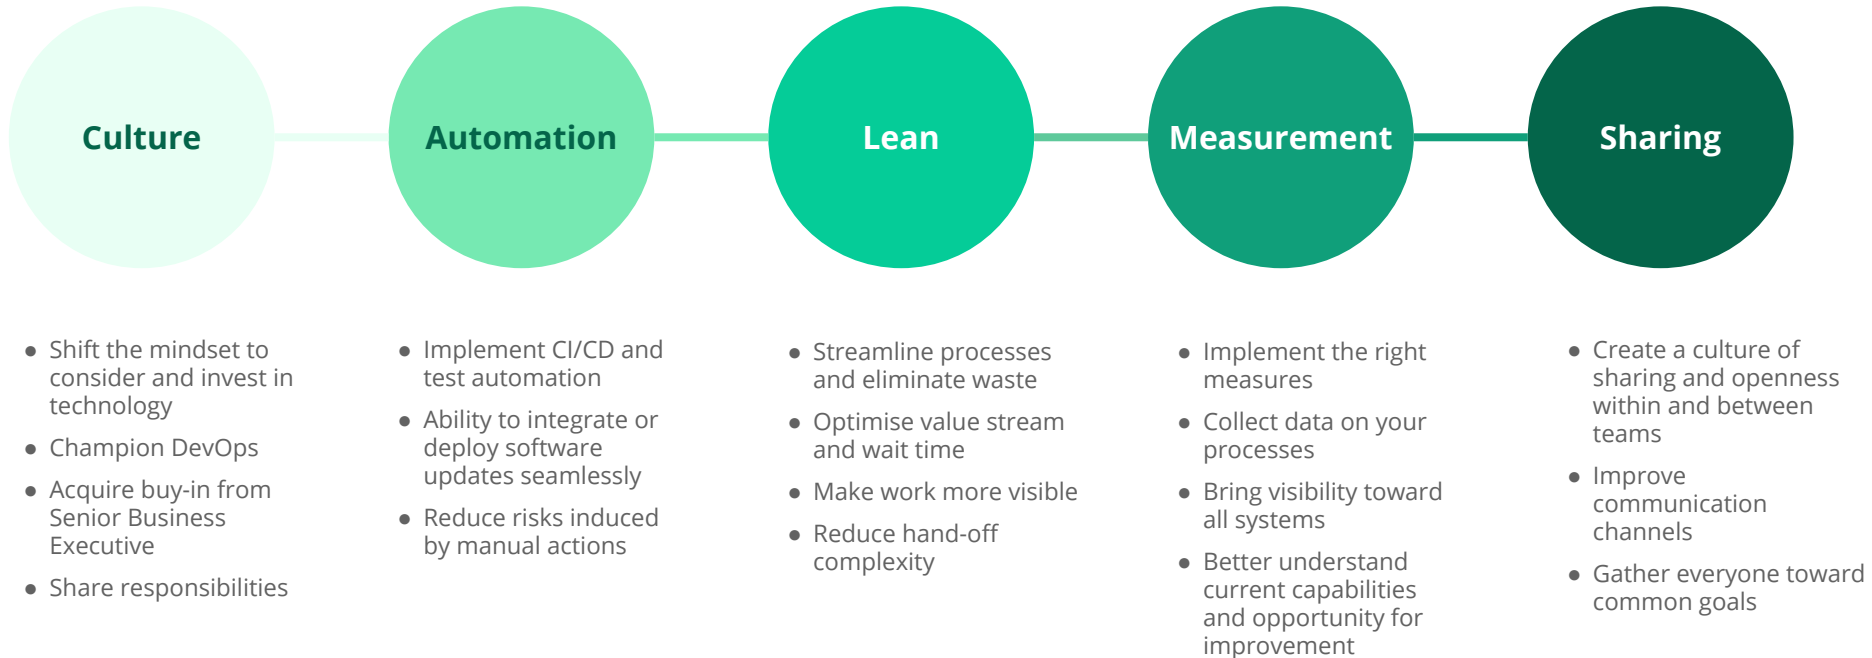 Culture
Automation
Lean
Measurement
Sharing
● Shift the mindset to
consider and invest in
technology
● Champion DevOps
● Acquire buy-in from
Senior Business
Executive
● Share responsibilities
● Implement CI/CD and
test automation
● Ability to integrate or
deploy software
updates seamlessly
● Reduce risks induced
by manual actions
● Streamline processes
and eliminate waste
● Optimise value stream
and wait time
● Make work more visible
● Reduce hand-off
complexity
● Implement the right
measures
● Collect data on your
processes
● Bring visibility toward
all systems
● Better understand
current capabilities
and opportunity for
improvement
● Create a culture of
sharing and openness
within and between
teams
● Improve
communication
channels
● Gather everyone toward
common goals